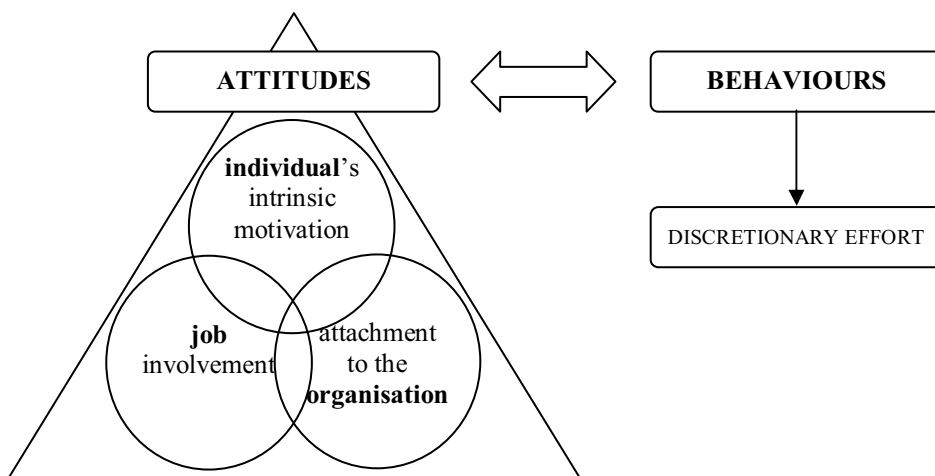 ATTITUDES
BEHAVIOURS
individual's
intrinsic
motivation
DISCRETIONARY EFFORT
job
involvement
attachment
to the
organisation